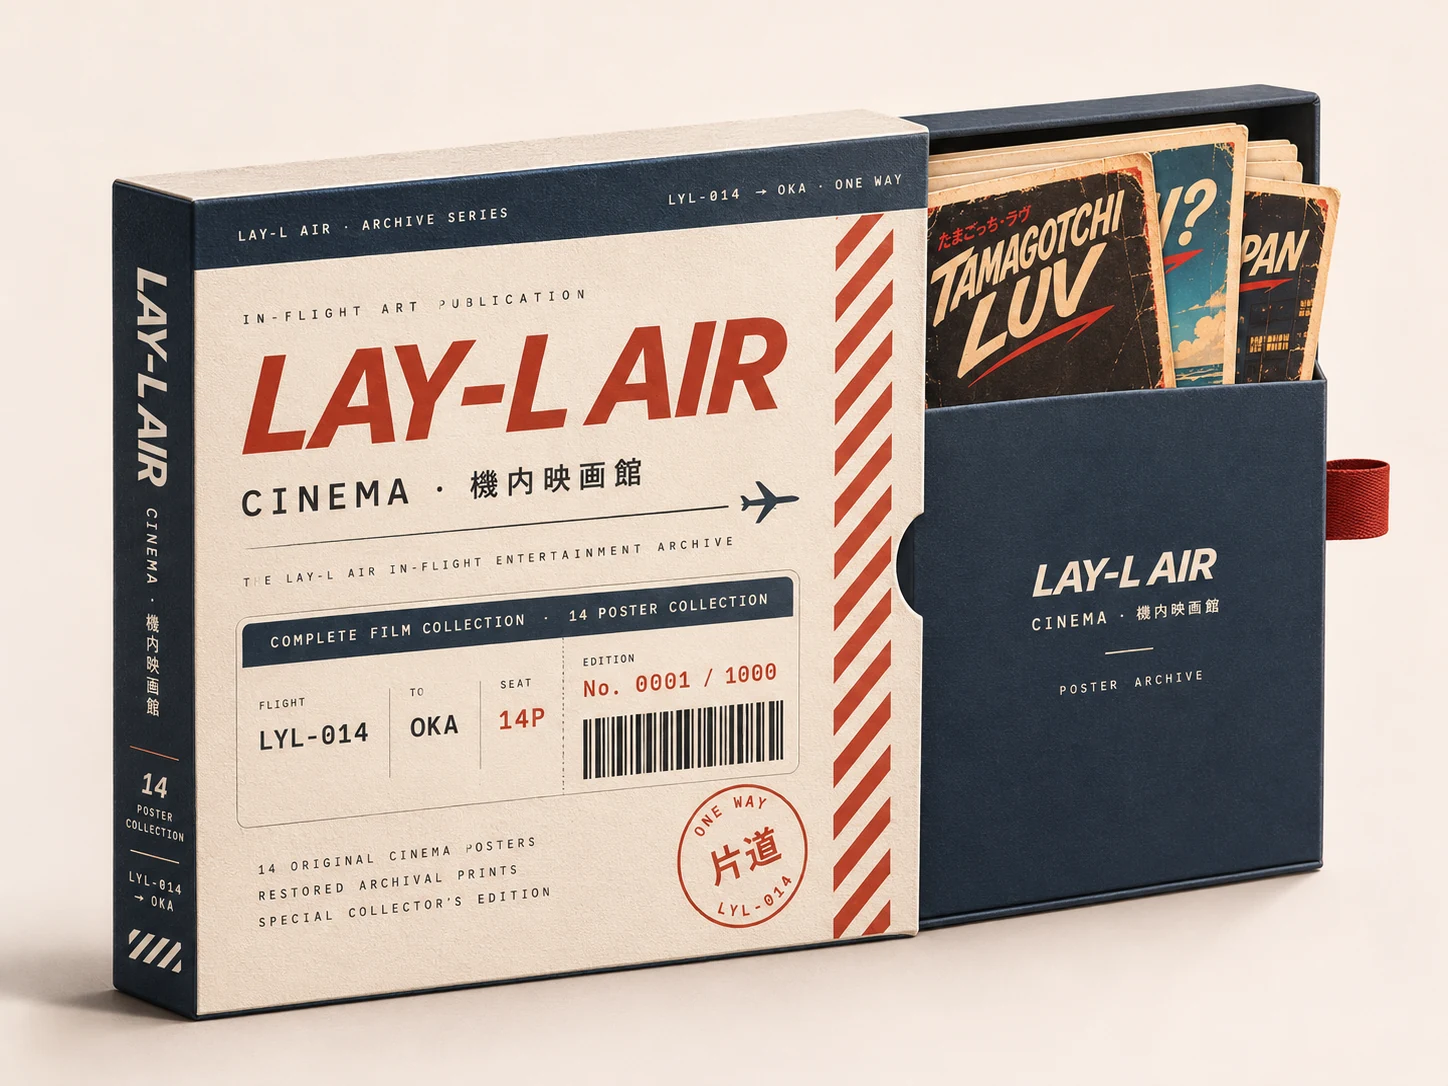 LAY-L AIR
CINEMA · 機内映画館
14
POSTER
COLLECTION
LYL-014
→ OKA
LAY-L AIR · ARCHIVE SERIES
LYL-014 → OKA · ONE WAY
IN-FLIGHT ART PUBLICATION
LAY-L AIR
CINEMA · 機内映画館
THE LAY-L AIR IN-FLIGHT ENTERTAINMENT ARCHIVE
COMPLETE FILM COLLECTION · 14 POSTER COLLECTION
FLIGHT
LYL-014
TO
OKA
SEAT
14P
EDITION
No. 0001 / 1000
14 ORIGINAL CINEMA POSTERS
RESTORED ARCHIVAL PRINTS
SPECIAL COLLECTOR'S EDITION
ONE WAY
片道
LYL-014
たまごっち・ラヴ
TAMAGOTCHI
LUV
?
PAN
LAY-L AIR
CINEMA · 機内映画館
POSTER ARCHIVE